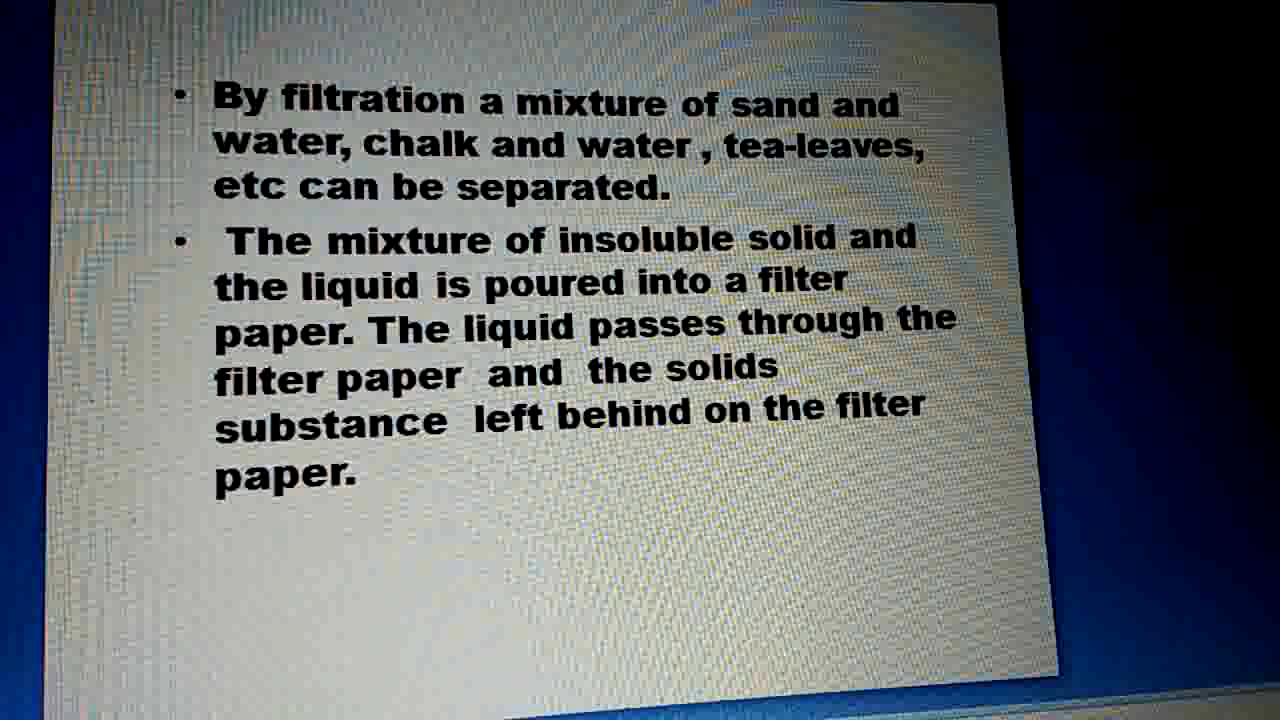 • By filtration a mixture of sand and
water, chalk and water , tea-leaves,
etc can be separated.
• The mixture of insoluble solid and
the liquid is poured into a filter
paper. The liquid passes through the
filter paper and the solids
substance left behind on the filter
paper.